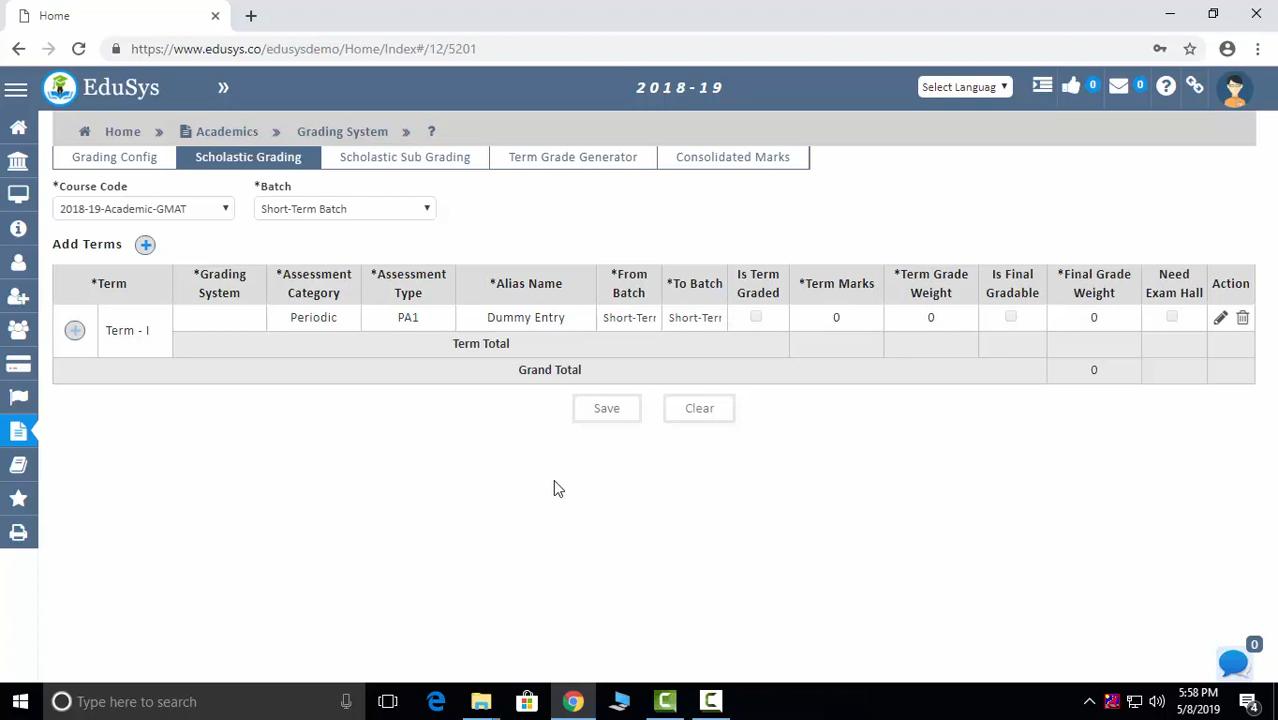 Home
https://www.edusys.co/edusysdemo/Home/Index#/12/5201
EduSys
»
2018-19
Select Languag
0
0
Home » Academics » Grading System » ?
Grading Config
Scholastic Grading
Scholastic Sub Grading
Term Grade Generator
Consolidated Marks
*Course Code
*Batch
2018-19-Academic-GMAT
Short-Term Batch
Add Terms
*Term
*Grading System
*Assessment Category
*Assessment Type
*Alias Name
*From Batch
*To Batch
Is Term Graded
*Term Marks
*Term Grade Weight
Is Final Gradable
*Final Grade Weight
Need Exam Hall
Action
Term - I
Periodic
PA1
Dummy Entry
Short-Terr
Short-Terr
0
0
0
Term Total
Grand Total
0
Save
Clear
0
Type here to search
5:58 PM
5/8/2019
4